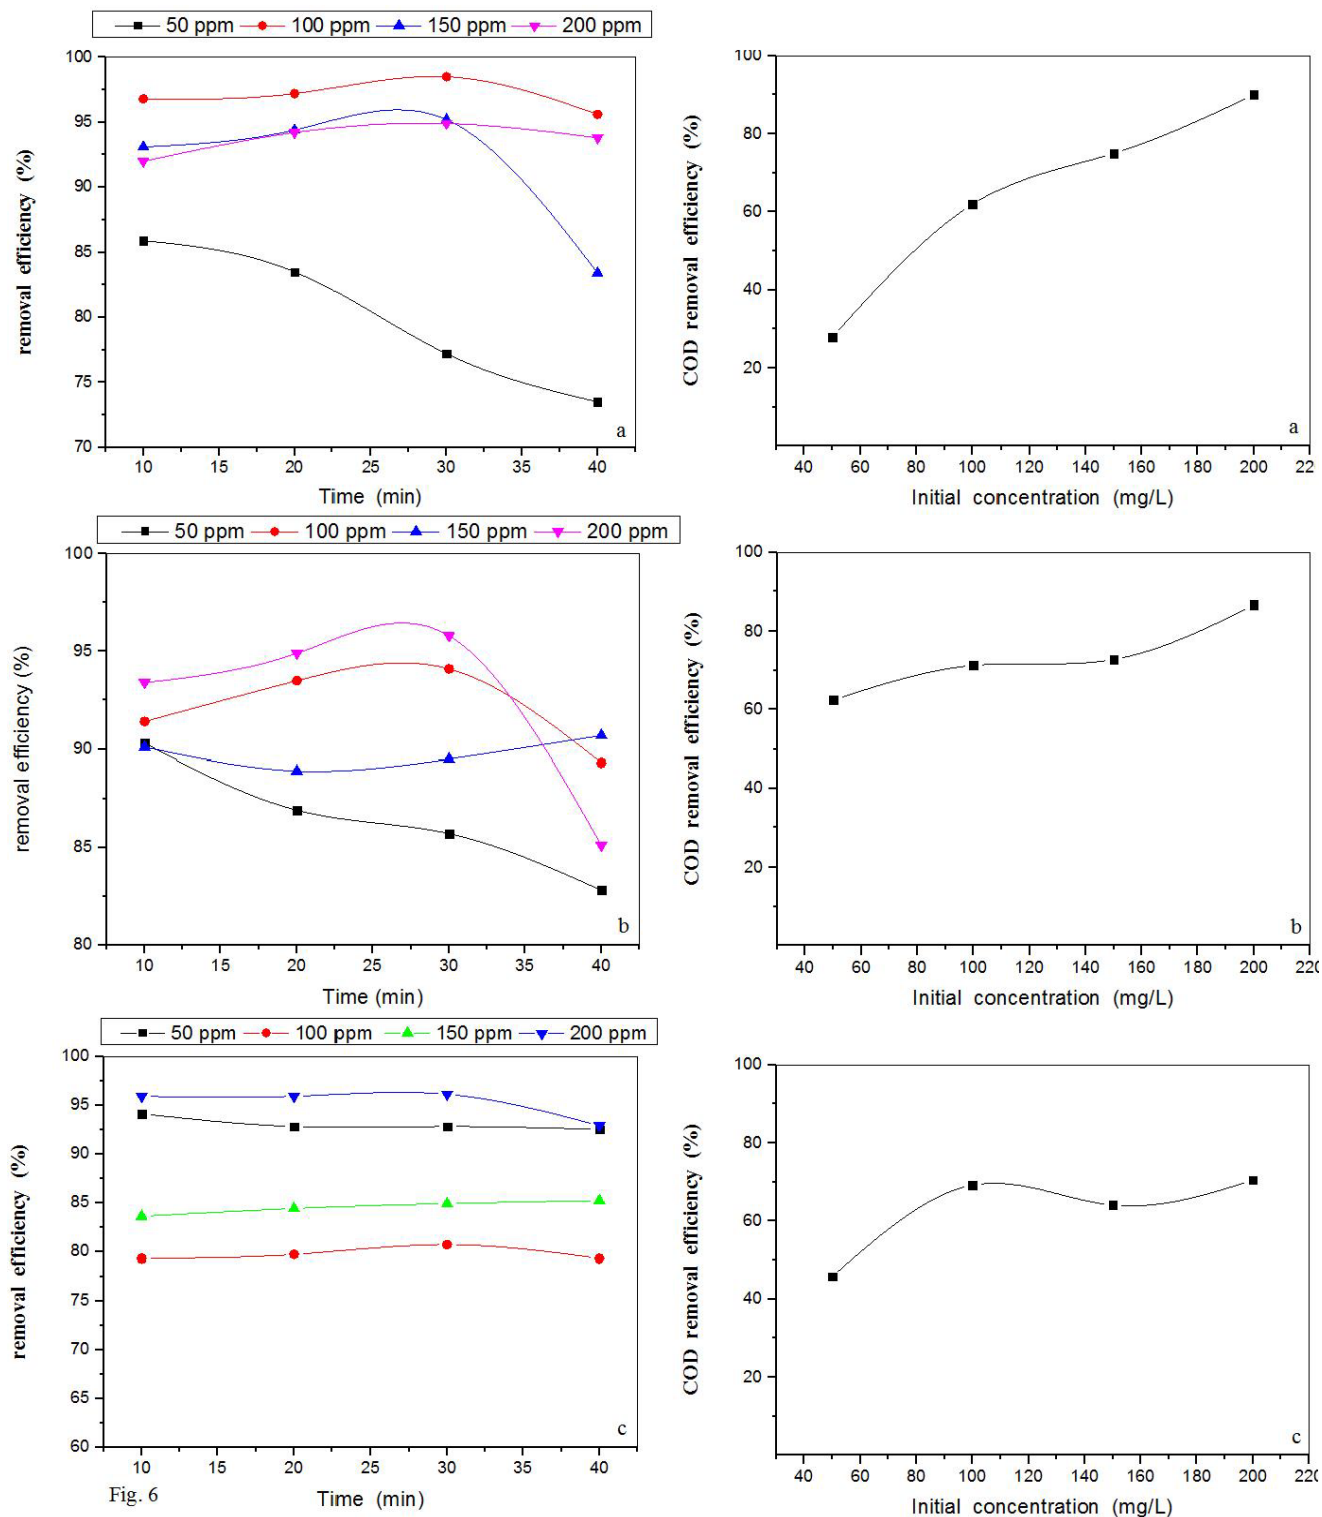 50 ppm 100 ppm 150 ppm 200 ppm
100
95
90
85
80
75
70
removal efficiency (%)
10 15 20 25 30 35 40
Time (min)
a
100
80
60
40
20
COD removal efficiency (%)
40 60 80 100 120 140 160 180 200 22
Initial concentration (mg/L)
a
50 ppm 100 ppm 150 ppm 200 ppm
100
95
90
85
80
removal efficiency (%)
10 15 20 25 30 35 40
Time (min)
b
100
80
60
40
20
COD removal efficiency (%)
40 60 80 100 120 140 160 180 200 220
Initial concentration (mg/L)
b
50 ppm 100 ppm 150 ppm 200 ppm
100
95
90
85
80
75
70
65
60
removal efficiency (%)
10 15 20 25 30 35 40
Time (min)
c
Fig. 6
100
80
60
40
20
COD removal efficiency (%)
40 60 80 100 120 140 160 180 200 220
Initial concentration (mg/L)
c